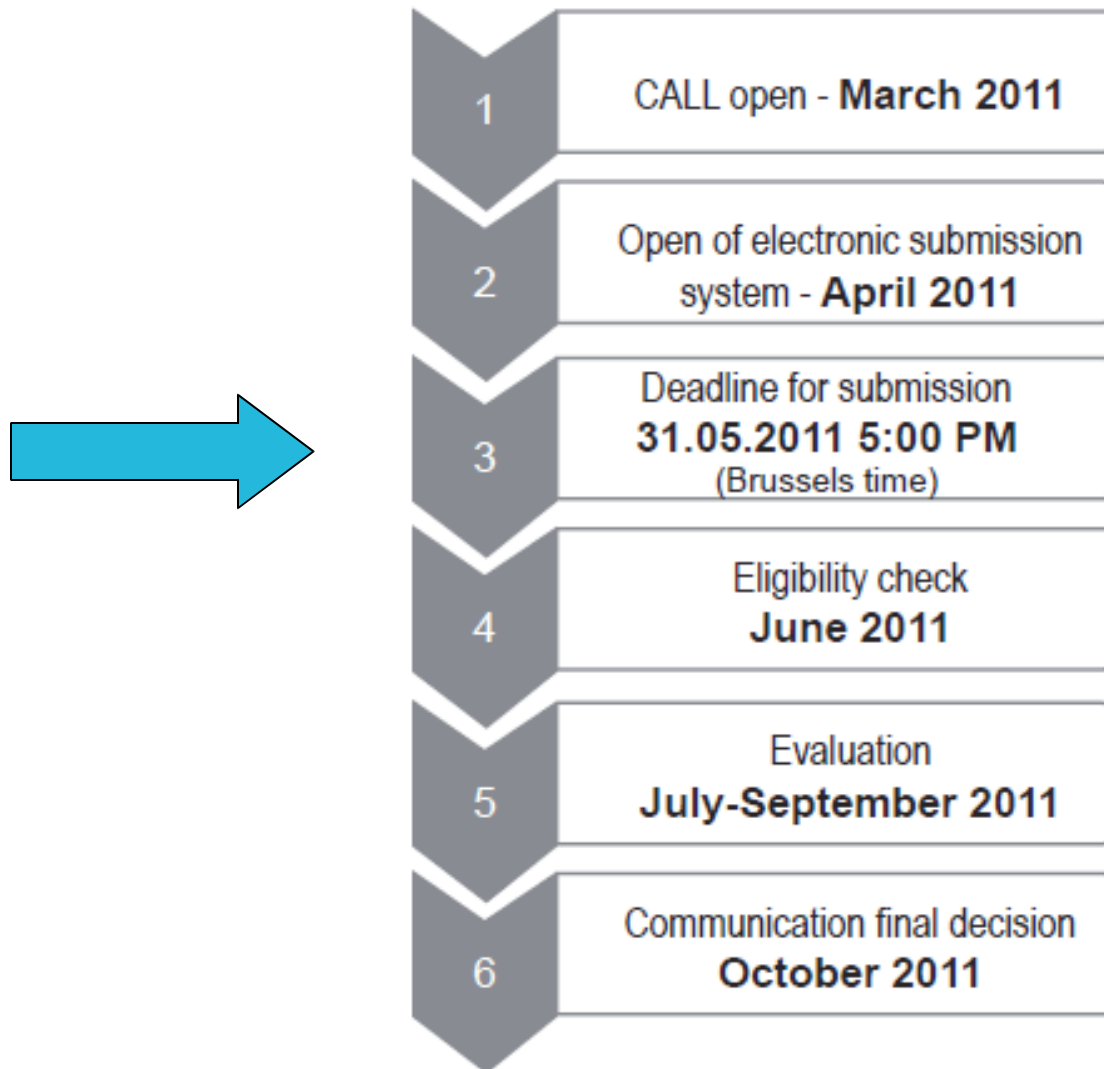 1
CALL open - March 2011
2
Open of electronic submission
system - April 2011
3
Deadline for submission
31.05.2011 5:00 PM
(Brussels time)
4
Eligibility check
June 2011
5
Evaluation
July-September 2011
6
Communication final decision
October 2011